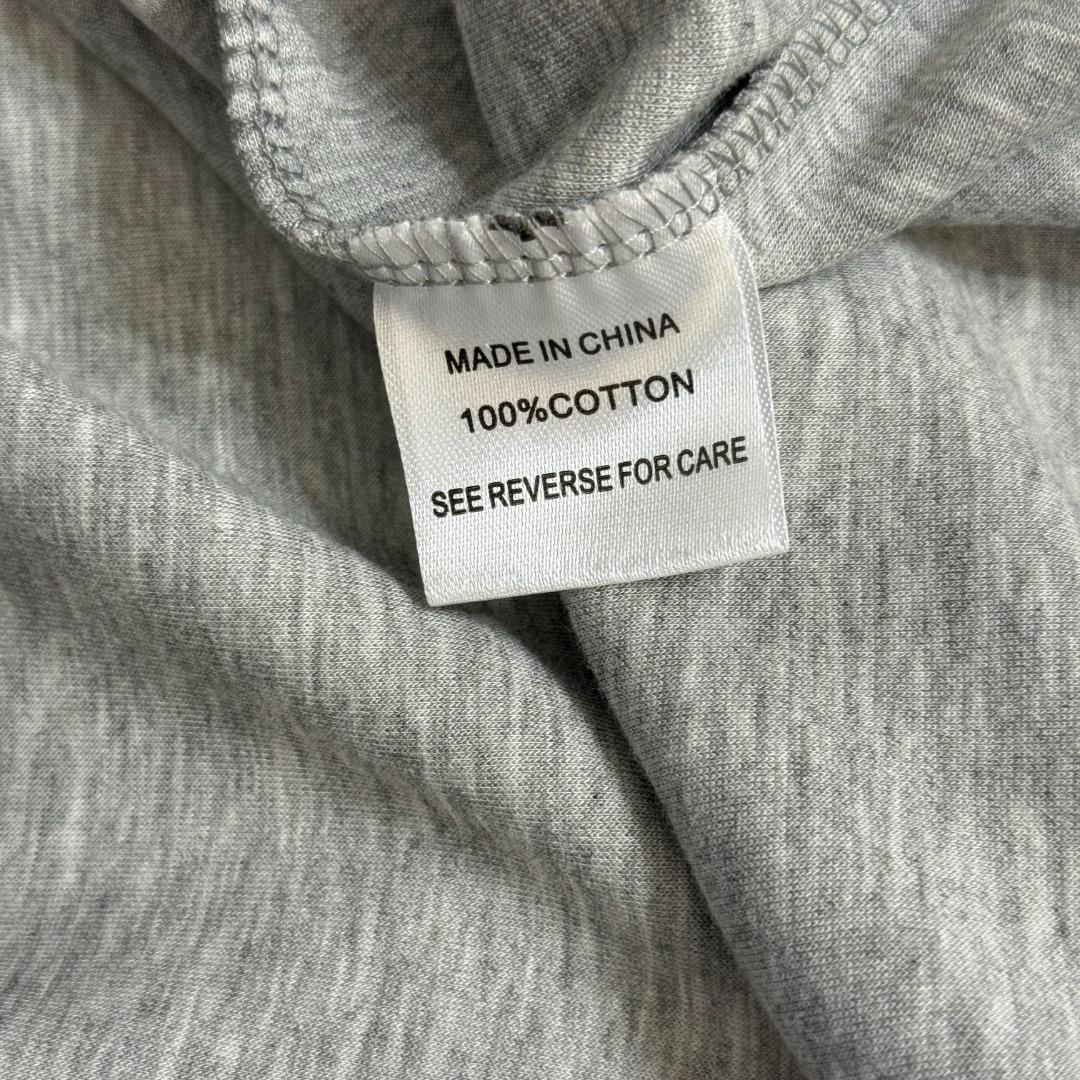 MADE IN CHINA
100%COTTON
SEE REVERSE FOR CARE